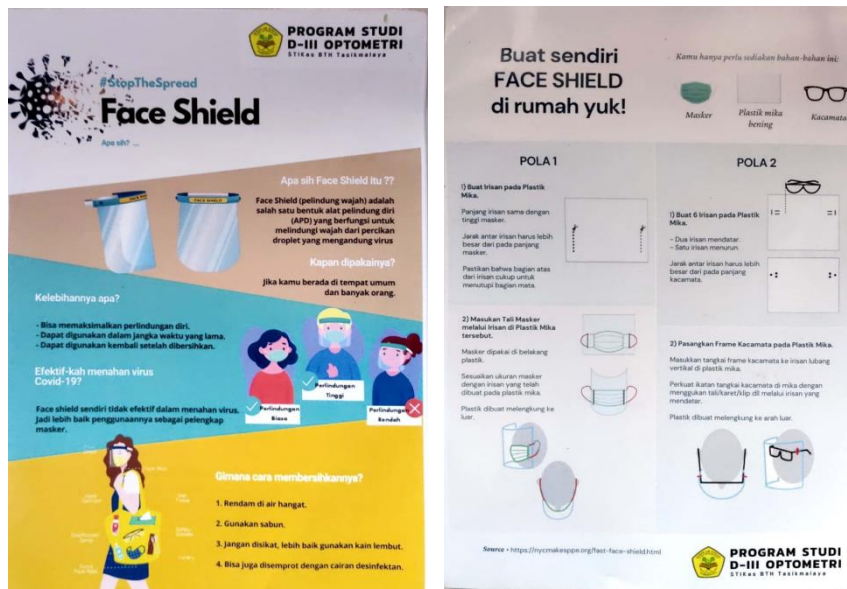 PROGRAM STUDI
D-III OPTOMETRI
STIKes BTH Tasikmalaya
#StopTheSpread
Face Shield
Apa sih? ...
Apa sih Face Shield itu ??
FACE SHIELD
Face Shield (pelindung wajah) adalah
salah satu bentuk alat pelindung diri
(APD) yang berfungsi untuk
melindungi wajah dari percikan
droplet yang mengandung virus
Kapan dipakainya?
Jika kamu berada di tempat umum
dan banyak orang.
Kelebihannya apa?
- Bisa memaksimalkan perlindungan diri.
- Dapat digunakan dalam jangka waktu yang lama.
- Dapat digunakan kembali setelah dibersihkan.
Efektif-kah menahan virus
Covid-19?
Face shield sendiri tidak efektif dalam menahan virus.
Jadi lebih baik penggunaannya sebagai pelengkap
masker.
Perlindungan
Biasa
Perlindungan
Tinggi
Perlindungan
Rendah
Gimana cara membersihkannya?
1. Rendam di air hangat.
2. Gunakan sabun.
3. Jangan disikat, lebih baik gunakan kain lembut.
4. Bisa juga disemprot dengan cairan desinfektan.
Buat sendiri
FACE SHIELD
di rumah yuk!
Kamu hanya perlu sediakan bahan-bahan ini:
Masker
Plastik mika
bening
Kacamata
POLA 1
1) Buat Irisan pada Plastik
Mika.
Panjang irisan sama dengan
tinggi masker.
Jarak antar irisan harus lebih
besar dari pada panjang
masker.
Pastikan bahwa bagian atas
dari irisan cukup untuk
menutupi bagian mata.
2) Masukan Tali Masker
melalui Irisan di Plastik Mika
tersebut.
Masker dipakai di belakang
plastik.
Sesuaikan ukuran masker
dengan irisan yang telah
dibuat pada plastik mika.
Plastik dibuat melengkung ke
luar.
POLA 2
1) Buat 6 Irisan pada Plastik
Mika.
- Dua irisan mendatar.
- Satu irisan menurun.
Jarak antar irisan harus lebih
besar dari pada panjang
kacamata.
2) Pasangkan Frame Kacamata pada Plastik Mika.
Masukkan tangkai frame kacamata ke irisan lubang
vertikal di plastik mika.
Perkuat ikatan tangkai kacamata di mika dengan
menggukan tali/karet/klip dll melalui irisan yang
mendatar.
Plastik dibuat melengkung ke arah luar.
Source • https://nycmakesppe.org/fast-face-shield.html
PROGRAM STUDI
D-III OPTOMETRI
STIKes BTH Tasikmalaya